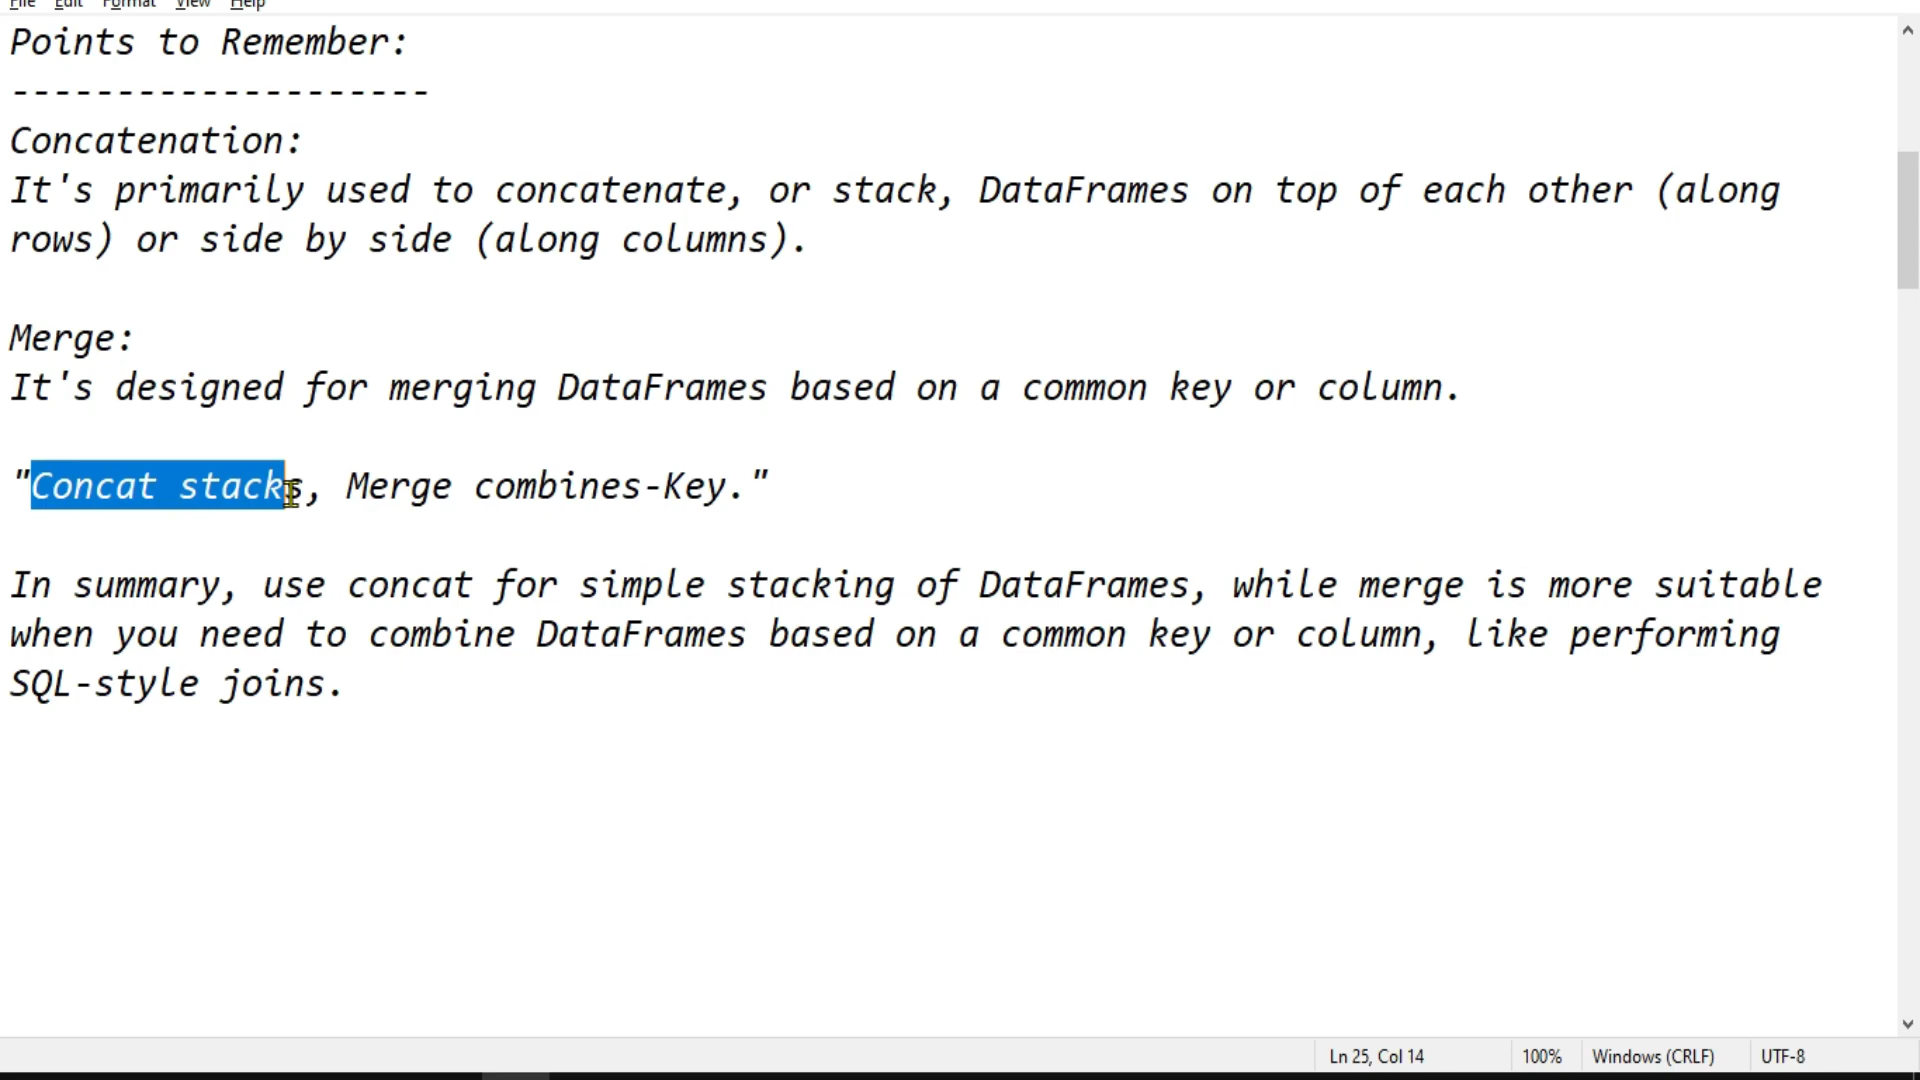 File Edit Format View Help
Points to Remember:
--------------------
Concatenation:
It's primarily used to concatenate, or stack, DataFrames on top of each other (along
rows) or side by side (along columns).
Merge:
It's designed for merging DataFrames based on a common key or column.
"Concat stacks, Merge combines-Key."
In summary, use concat for simple stacking of DataFrames, while merge is more suitable
when you need to combine DataFrames based on a common key or column, like performing
SQL-style joins.
Ln 25, Col 14 100% Windows (CRLF) UTF-8